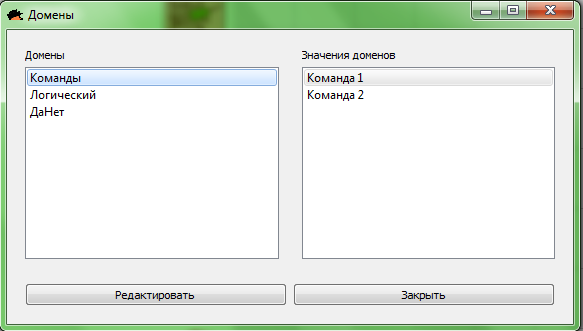 Домены
Домены
Значения доменов
Команды
Логический
ДаНет
Команда 1
Команда 2
Редактировать
Закрыть